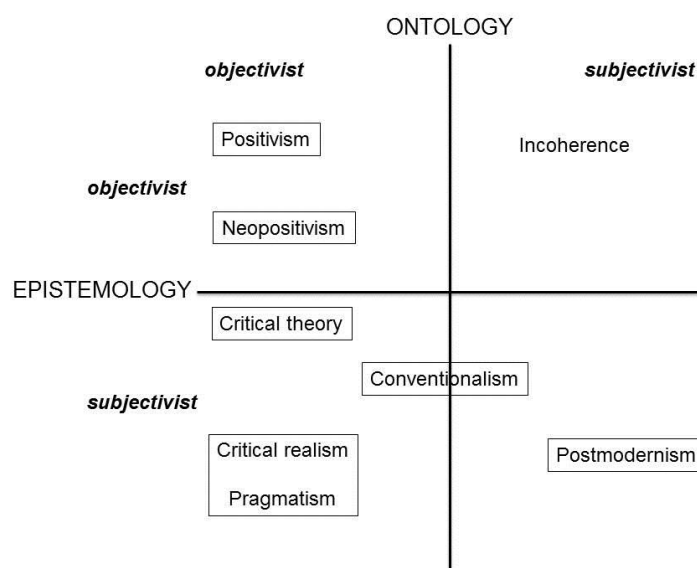 ONTOLOGY
objectivist
subjectivist
Positivism
Incoherence
objectivist
Neopositivism
EPISTEMOLOGY
Critical theory
Conventionalism
subjectivist
Critical realism
Postmodernism
Pragmatism